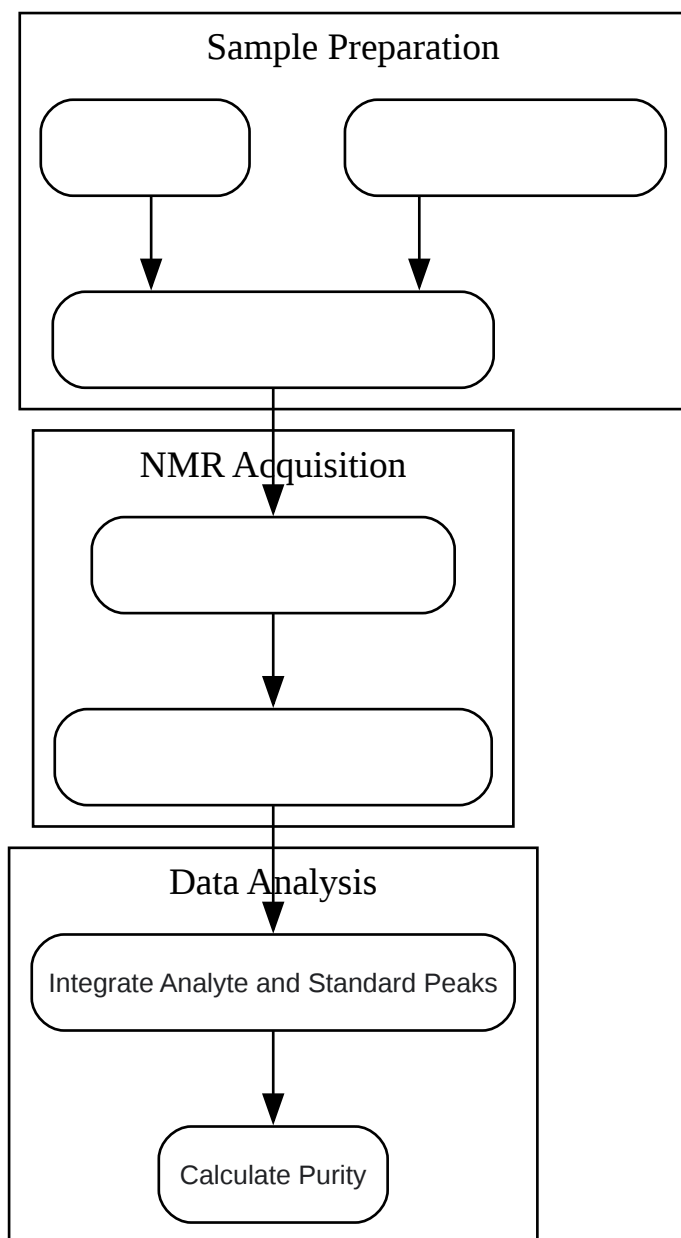 Sample Preparation
NMR Acquisition
Data Analysis
Integrate Analyte and Standard Peaks
Calculate Purity